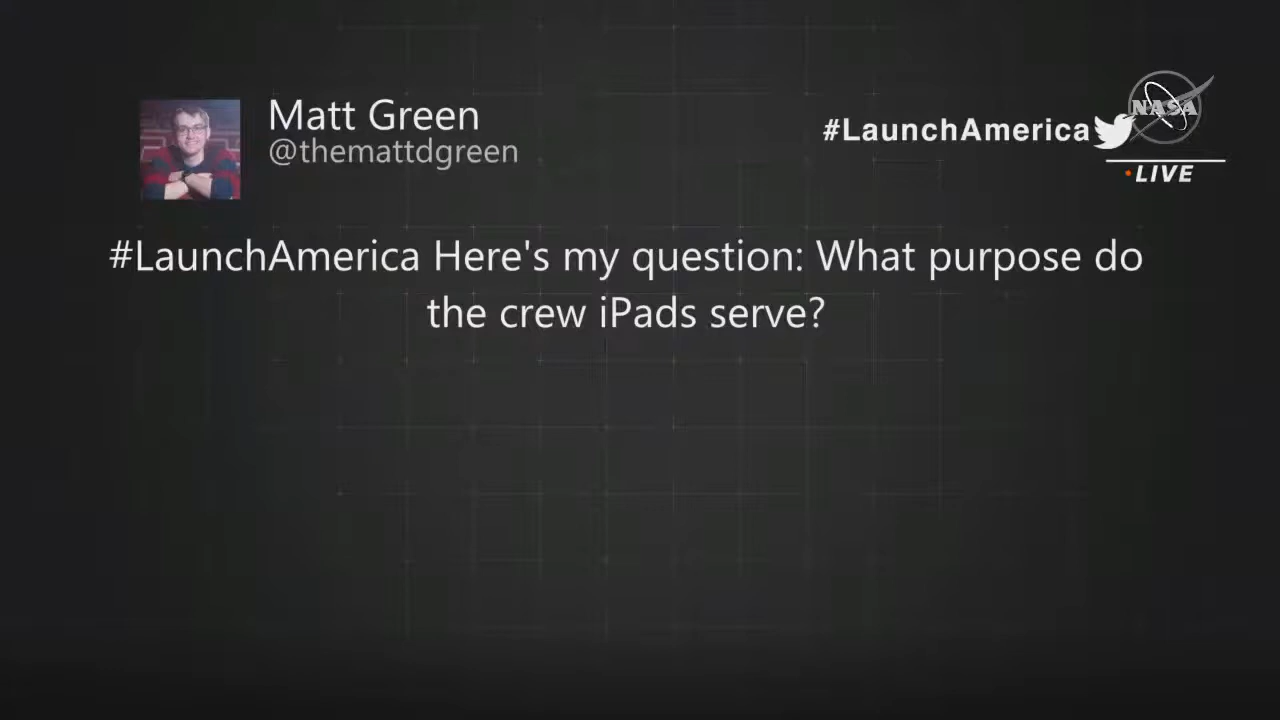 Matt Green
@themattdgreen
#LaunchAmerica
NASA
LIVE
#LaunchAmerica Here's my question: What purpose do
the crew iPads serve?